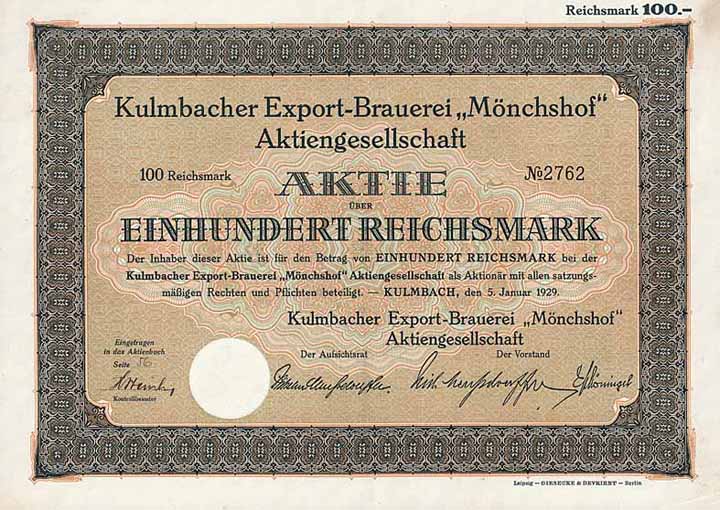 Reichsmark 100.–
Kulmbacher Export-Brauerei „Mönchshof"
Aktiengesellschaft
100 Reichsmark AKTIE № 2762
ÜBER
EINHUNDERT REICHSMARK
Der Inhaber dieser Aktie ist für den Betrag von EINHUNDERT REICHSMARK bei der
Kulmbacher Export-Brauerei „Mönchshof" Aktiengesellschaft als Aktionär mit allen satzungs-
mäßigen Rechten und Pflichten beteiligt. — KULMBACH, den 5. Januar 1929.
Kulmbacher Export-Brauerei „Mönchshof"
Aktiengesellschaft
Eingetragen
in das Aktienbuch
Seite 56
Kontrollbeamter
Der Aufsichtsrat Der Vorstand
Leipzig — GIESECKE & DEVRIENT — Berlin